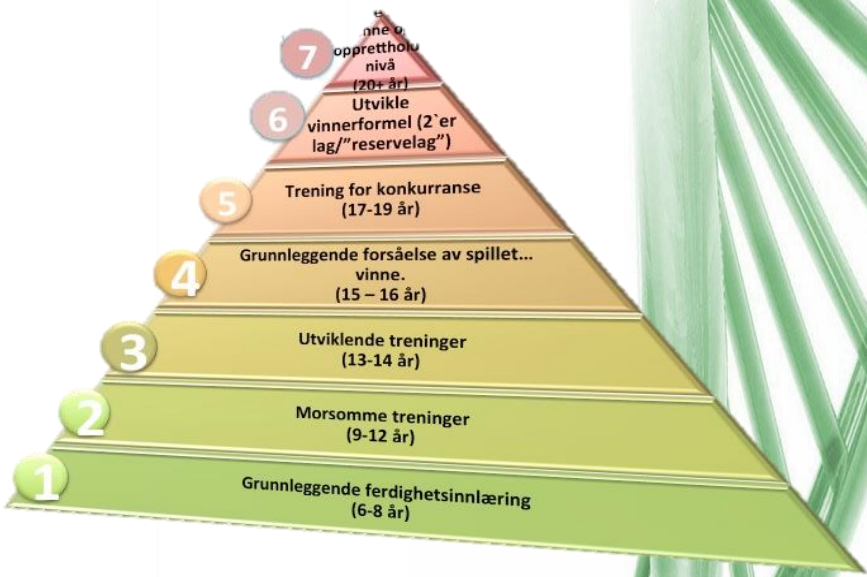 7
opprettholde
nivå
(20+ år)
6
Utvikle
vinnerformel (2`er
lag/”reservelag”)
5
Trening for konkurranse
(17-19 år)
4
Grunnleggende forsåelse av spillet...
vinne.
(15 – 16 år)
3
Utviklende treninger
(13-14 år)
2
Morsomme treninger
(9-12 år)
1
Grunnleggende ferdighetsinnlæring
(6-8 år)